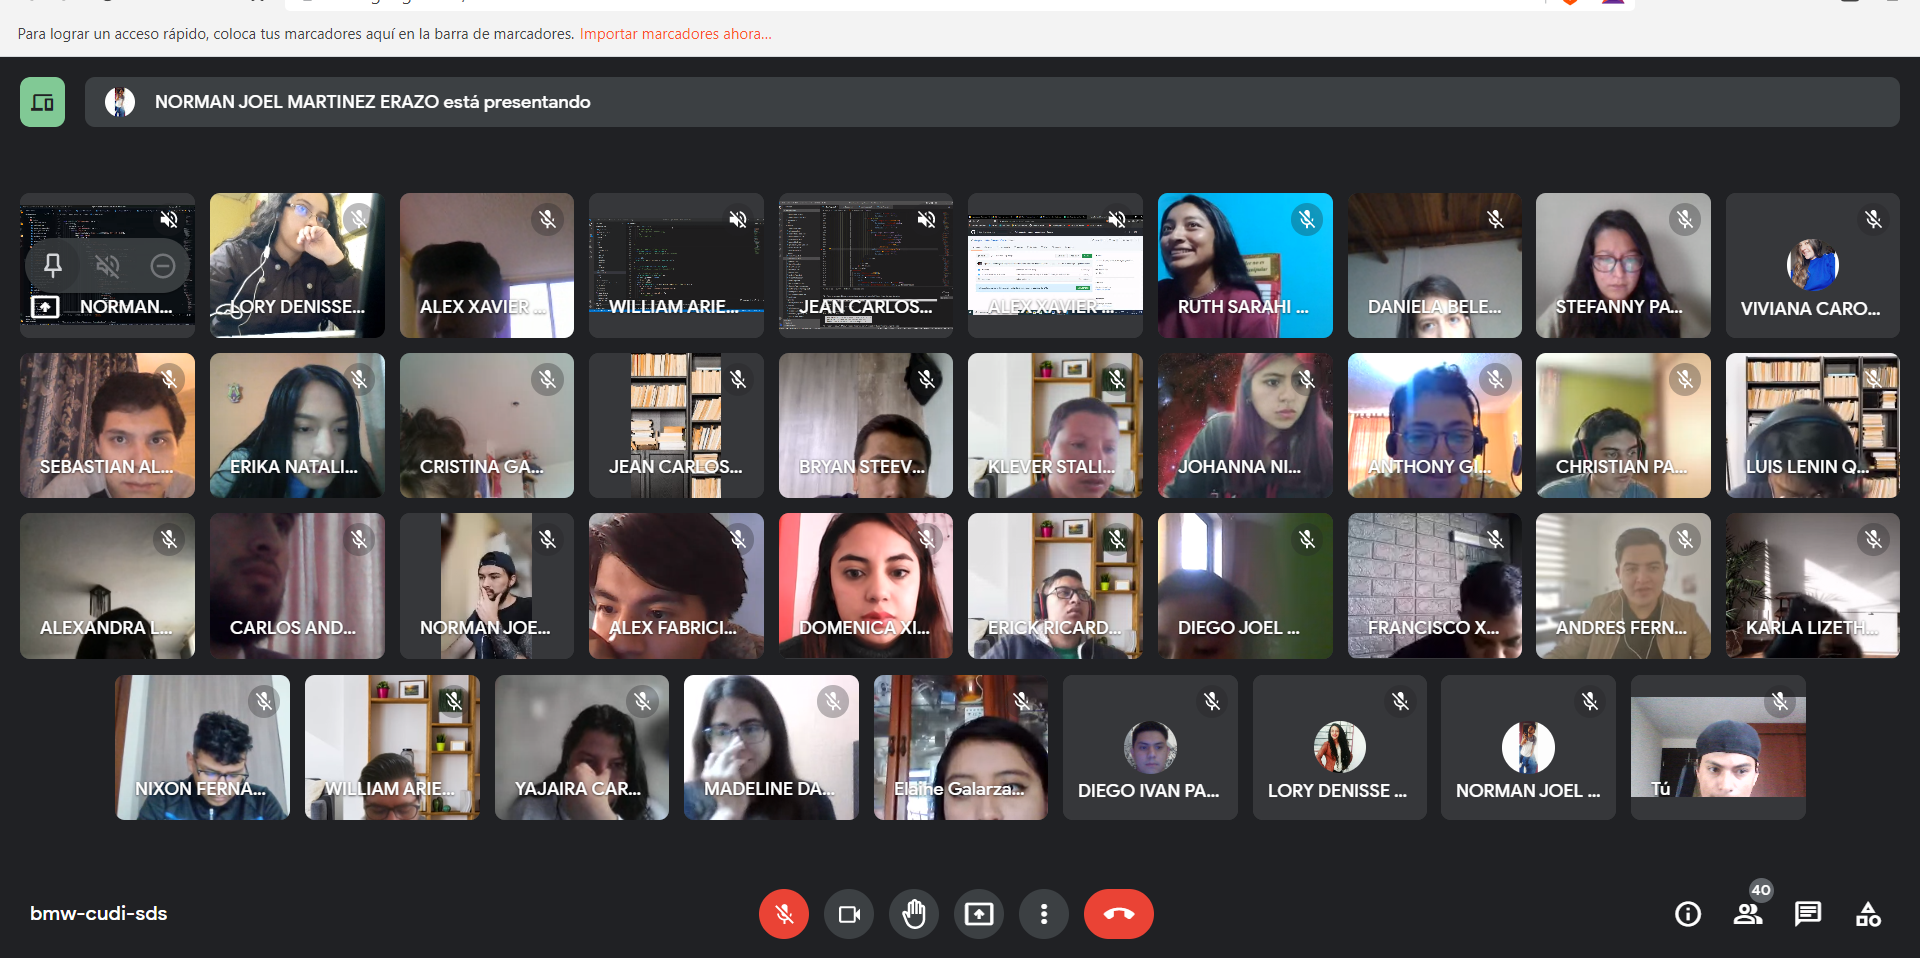 Para lograr un acceso rápido, coloca tus marcadores aquí en la barra de marcadores. Importar marcadores ahora...
NORMAN JOEL MARTINEZ ERAZO está presentando
NORMAN...
LORY DENISSE...
ALEX XAVIER ...
WILLIAM ARIE...
JEAN CARLOS...
ALEX XAVIER ...
RUTH SARAHI ...
DANIELA BELE...
STEFANNY PA...
VIVIANA CARO...
SEBASTIAN AL...
ERIKA NATALI...
CRISTINA GA...
JEAN CARLOS...
BRYAN STEEV...
KLEVER STALI...
JOHANNA NI...
ANTHONY GI...
CHRISTIAN PA...
LUIS LENIN Q...
ALEXANDRA L...
CARLOS AND...
NORMAN JOE...
ALEX FABRICI...
DOMENICA XI...
ERICK RICARD...
DIEGO JOEL ...
FRANCISCO X...
ANDRES FERN...
KARLA LIZETH...
NIXON FERNA...
WILLIAM ARIE...
YAJAIRA CAR...
MADELINE DA...
Elaine Galarza...
DIEGO IVAN PA...
LORY DENISSE ...
NORMAN JOEL ...
Tú
bmw-cudi-sds
40